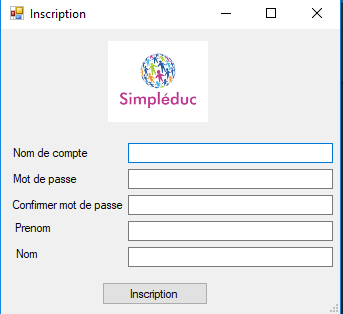 Inscription
Simpléduc
Nom de compte
Mot de passe
Confirmer mot de passe
Prenom
Nom
Inscription